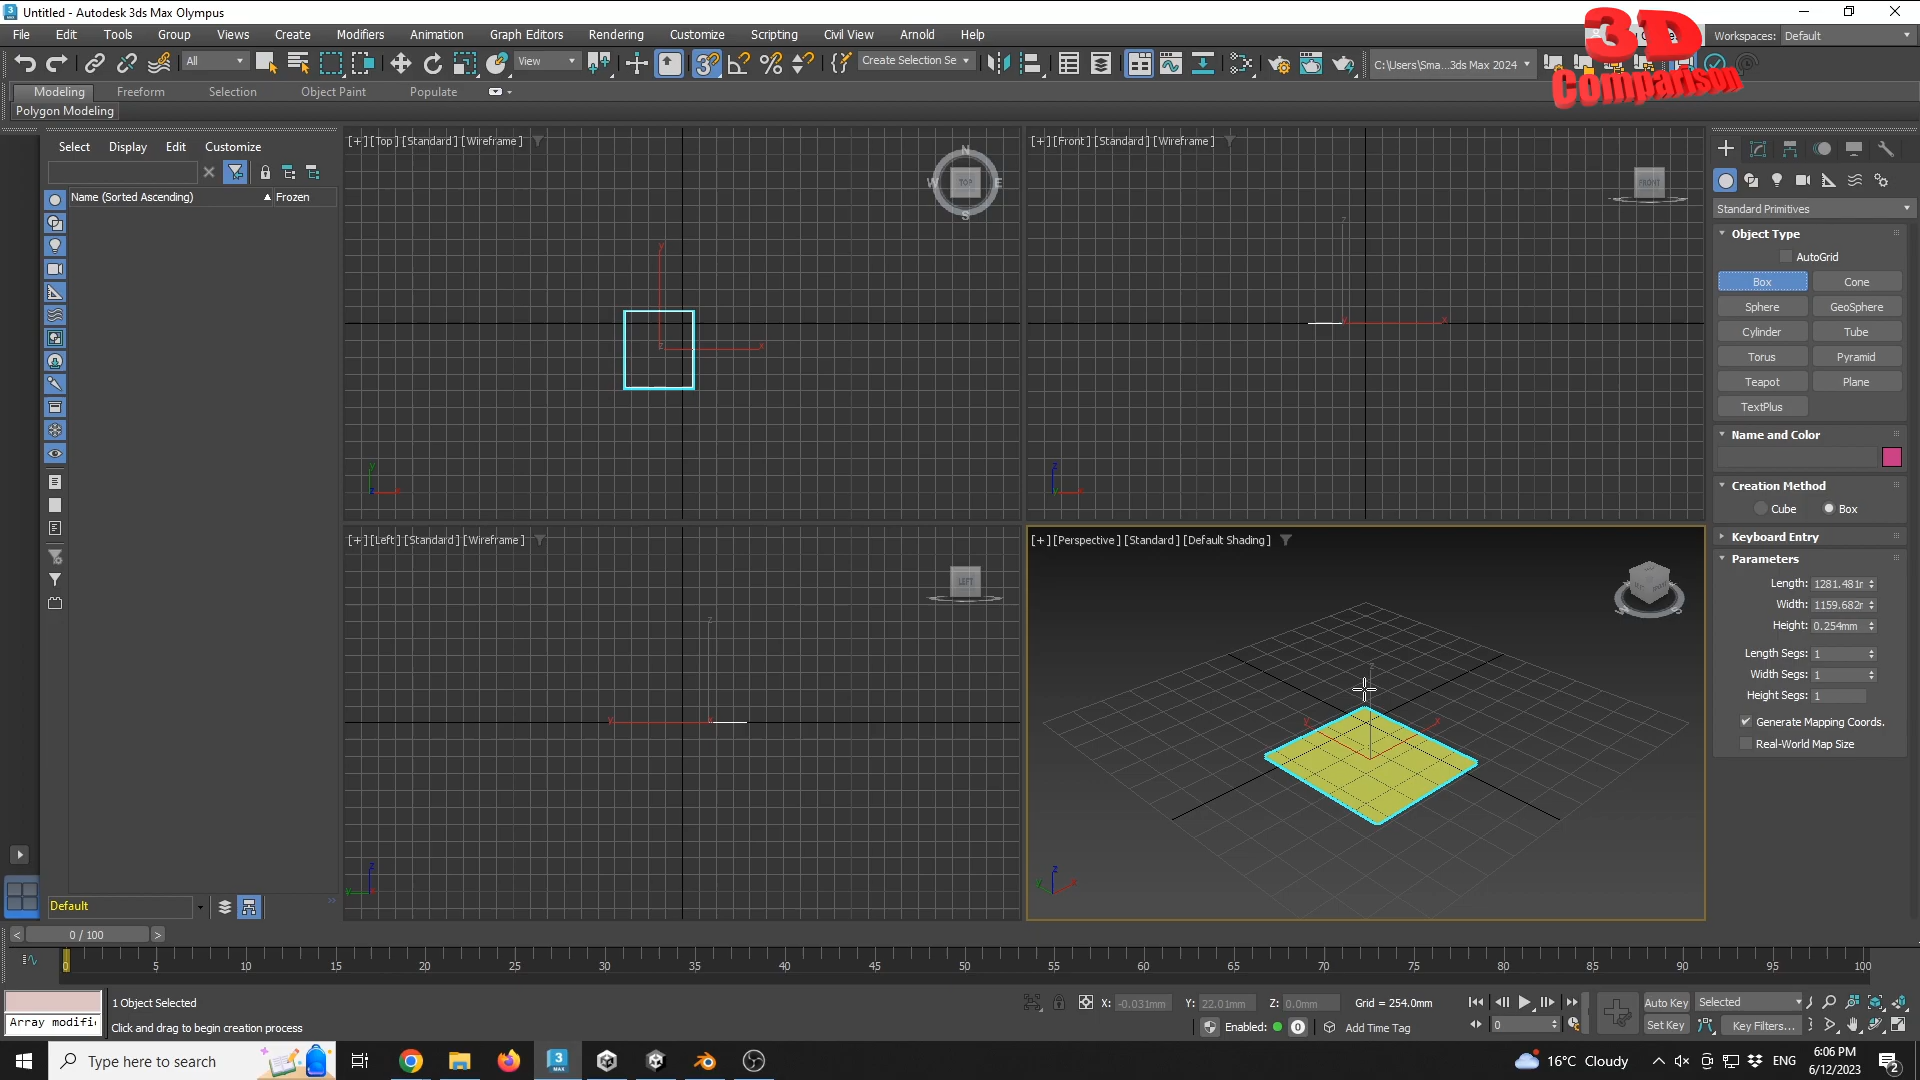 Untitled - Autodesk 3ds Max Olympus
File Edit Tools Group Views Create Modifiers Animation Graph Editors Rendering Customize Scripting Civil View Arnold Help
Workspaces: Default
3D
Comparison
All View Create Selection Se C:\Users\Sma...3ds Max 2024
Modeling Freeform Selection Object Paint Populate
Polygon Modeling
Select Display Edit Customize
Name (Sorted Ascending) Frozen
[+] [Top] [Standard] [Wireframe]
N
W TOP E
S
y
z x
y
z x
[+] [Front] [Standard] [Wireframe]
FRONT
z
x
z
y x
[+] [Left] [Standard] [Wireframe]
LEFT
z
y x
z
y x
[+] [Perspective] [Standard] [Default Shading]
z
y x
z
y x
Standard Primitives
Object Type
AutoGrid
Box Cone
Sphere GeoSphere
Cylinder Tube
Torus Pyramid
Teapot Plane
TextPlus
Name and Color
Creation Method
Cube Box
Keyboard Entry
Parameters
Length: 1281.481r
Width: 1159.682r
Height: 0.254mm
Length Segs: 1
Width Segs: 1
Height Segs: 1
Generate Mapping Coords.
Real-World Map Size
Default
0 / 100
0 5 10 15 20 25 30 35 40 45 50 55 60 65 70 75 80 85 90 95 100
1 Object Selected X: -0.031mm Y: 22.01mm Z: 0.0mm Grid = 254.0mm Auto Key Selected
Array modifi Click and drag to begin creation process Enabled: 0 Add Time Tag 0 Set Key Key Filters...
Type here to search 3 MAX 16°C Cloudy ENG 6:06 PM
6/12/2023 2